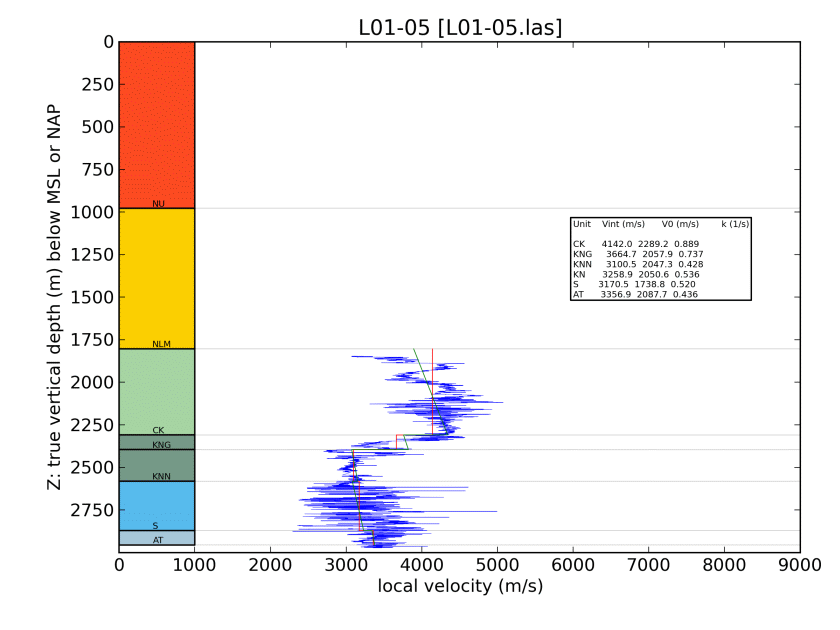 L01-05 [L01-05.las]
Z: true vertical depth (m) below MSL or NAP
0
250
500
750
1000
1250
1500
1750
2000
2250
2500
2750
NU
NLM
CK
KNG
KNN
S
AT
Unit Vint (m/s) V0 (m/s) k (1/s)
CK 4142.0 2289.2 0.889
KNG 3664.7 2057.9 0.737
KNN 3100.5 2047.3 0.428
KN 3258.9 2050.6 0.536
S 3170.5 1738.8 0.520
AT 3356.9 2087.7 0.436
0 1000 2000 3000 4000 5000 6000 7000 8000 9000
local velocity (m/s)